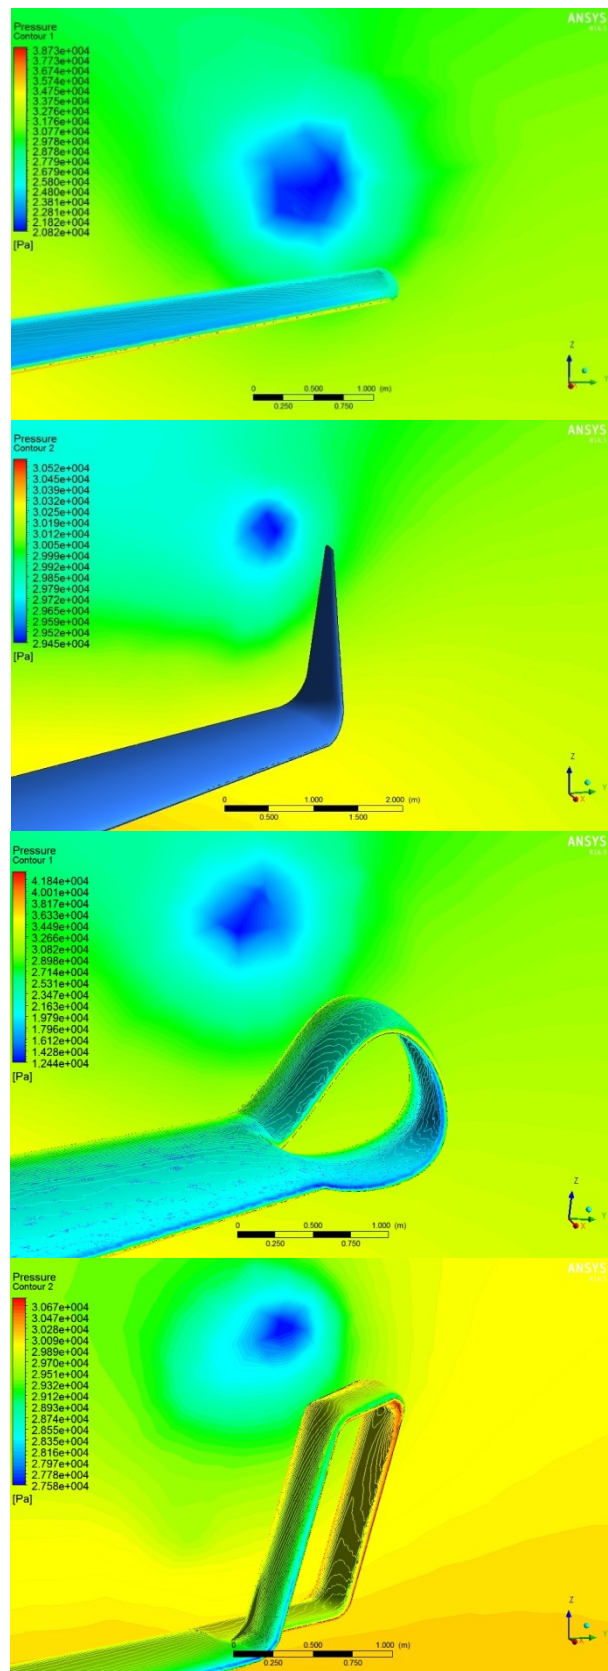 Pressure
Contour 1
ANSYS
R14.5
3.873e+004
3.773e+004
3.674e+004
3.574e+004
3.475e+004
3.375e+004
3.276e+004
3.176e+004
3.077e+004
2.978e+004
2.878e+004
2.779e+004
2.679e+004
2.580e+004
2.480e+004
2.381e+004
2.281e+004
2.182e+004
2.082e+004
[Pa]
Z
Y
0 0.500 1.000 (m)
0.250 0.750
Pressure
Contour 2
ANSYS
R14.5
3.052e+004
3.045e+004
3.039e+004
3.032e+004
3.025e+004
3.019e+004
3.012e+004
3.005e+004
2.999e+004
2.992e+004
2.985e+004
2.979e+004
2.972e+004
2.965e+004
2.959e+004
2.952e+004
2.945e+004
[Pa]
Z
Y
X
0 1.000 2.000 (m)
0.500 1.500
Pressure
Contour 1
ANSYS
R14.5
4.184e+004
4.001e+004
3.817e+004
3.633e+004
3.449e+004
3.266e+004
3.082e+004
2.898e+004
2.714e+004
2.531e+004
2.347e+004
2.163e+004
1.979e+004
1.796e+004
1.612e+004
1.428e+004
1.244e+004
[Pa]
Z
Y
X
0 0.500 1.000 (m)
0.250 0.750
Pressure
Contour 2
ANSYS
R14.5
3.067e+004
3.047e+004
3.028e+004
3.009e+004
2.989e+004
2.970e+004
2.951e+004
2.932e+004
2.912e+004
2.893e+004
2.874e+004
2.855e+004
2.835e+004
2.816e+004
2.797e+004
2.778e+004
2.758e+004
[Pa]
Z
Y
X
0 0.500 1.000 (m)
0.250 0.750